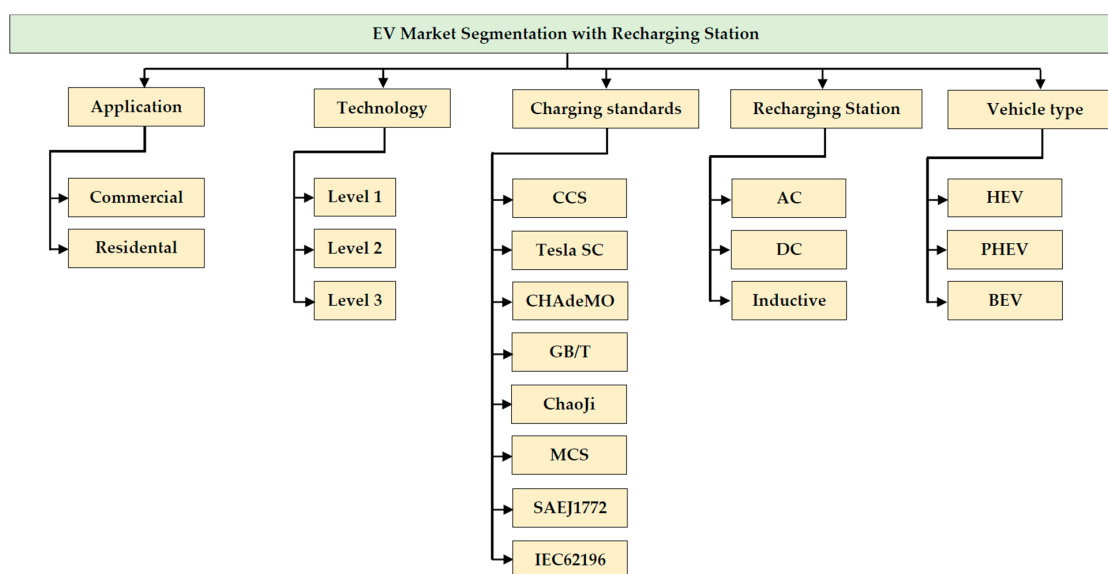 EV Market Segmentation with Recharging Station
Application
Technology
Charging standards
Recharging Station
Vehicle type
Commercial
Residental
Level 1
Level 2
Level 3
CCS
Tesla SC
CHAdeMO
GB/T
ChaoJi
MCS
SAEJ1772
IEC62196
AC
DC
Inductive
HEV
PHEV
BEV